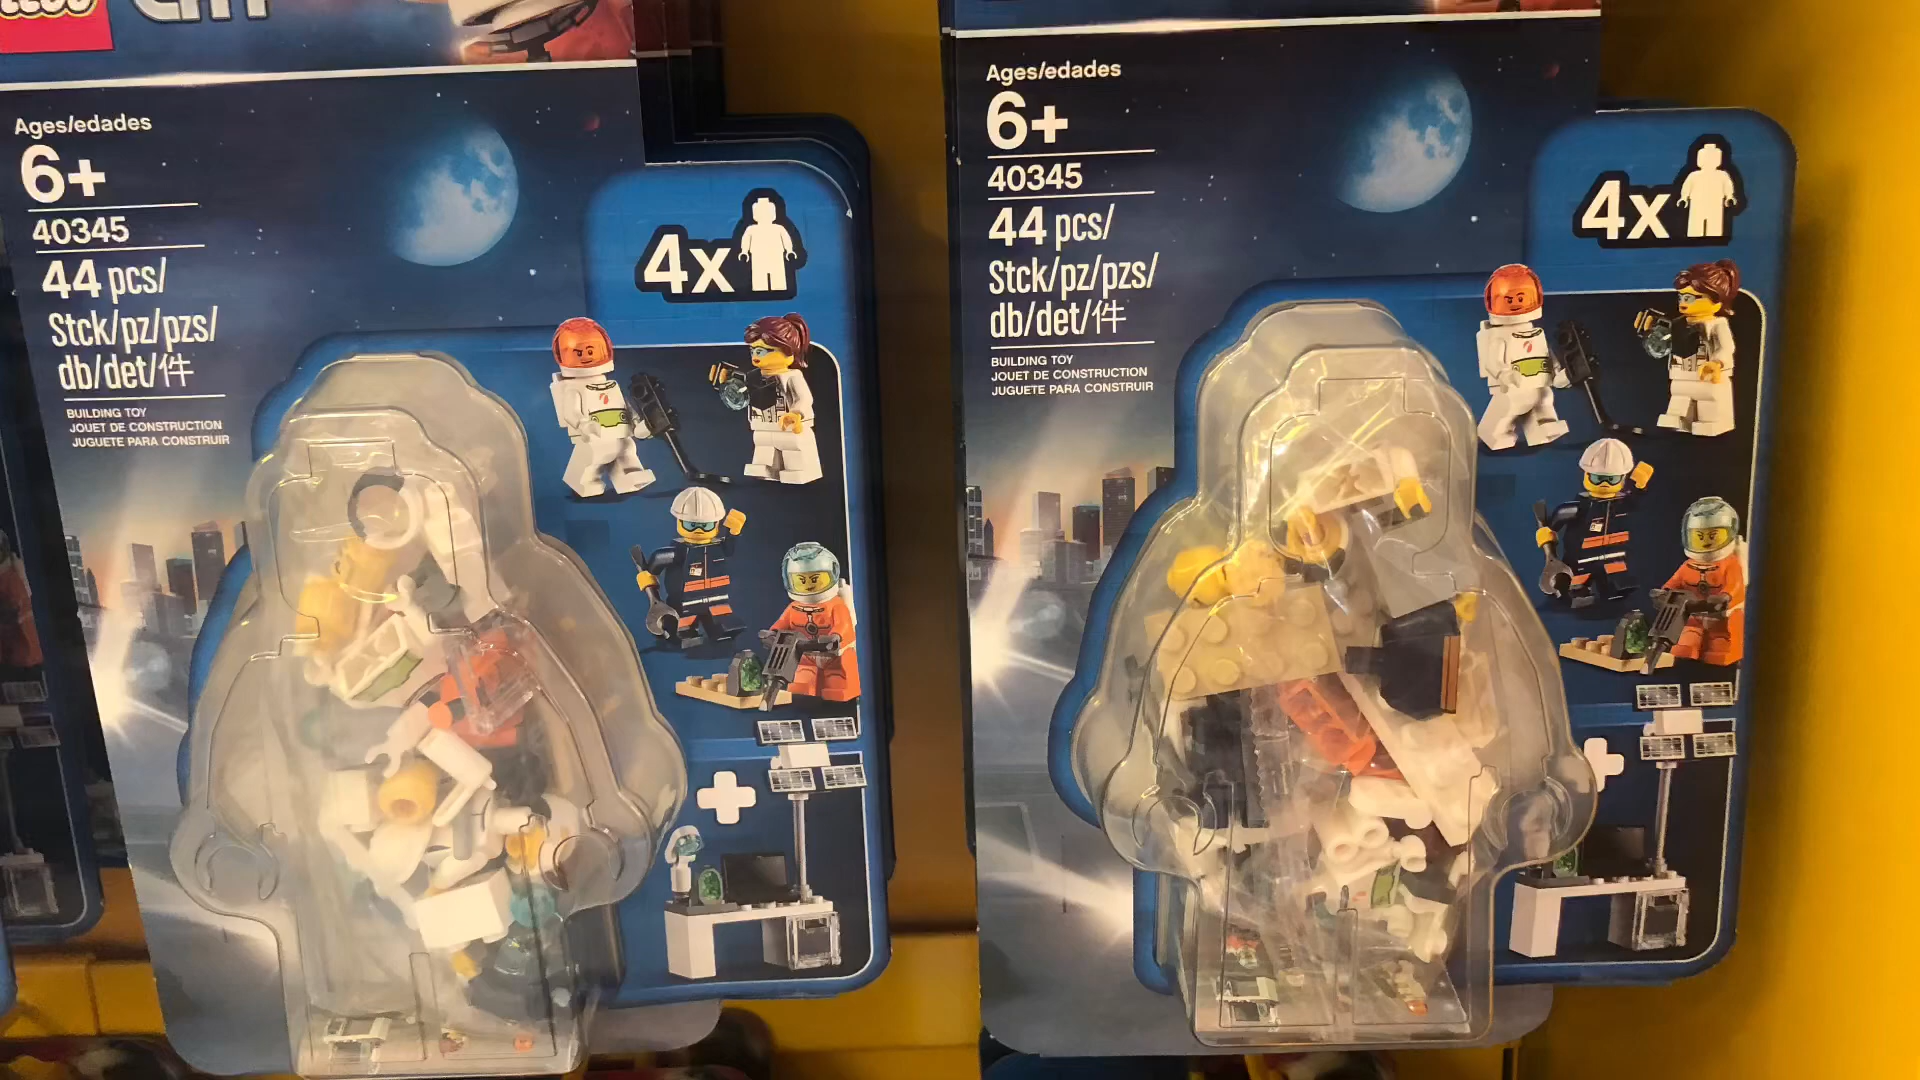 LEGO CITY
Ages/edades
6+
40345
44 pcs/
Stck/pz/pzs/
db/det/件
BUILDING TOY
JOUET DE CONSTRUCTION
JUGUETE PARA CONSTRUIR
4x
Ages/edades
6+
40345
44 pcs/
Stck/pz/pzs/
db/det/件
BUILDING TOY
JOUET DE CONSTRUCTION
JUGUETE PARA CONSTRUIR
4x